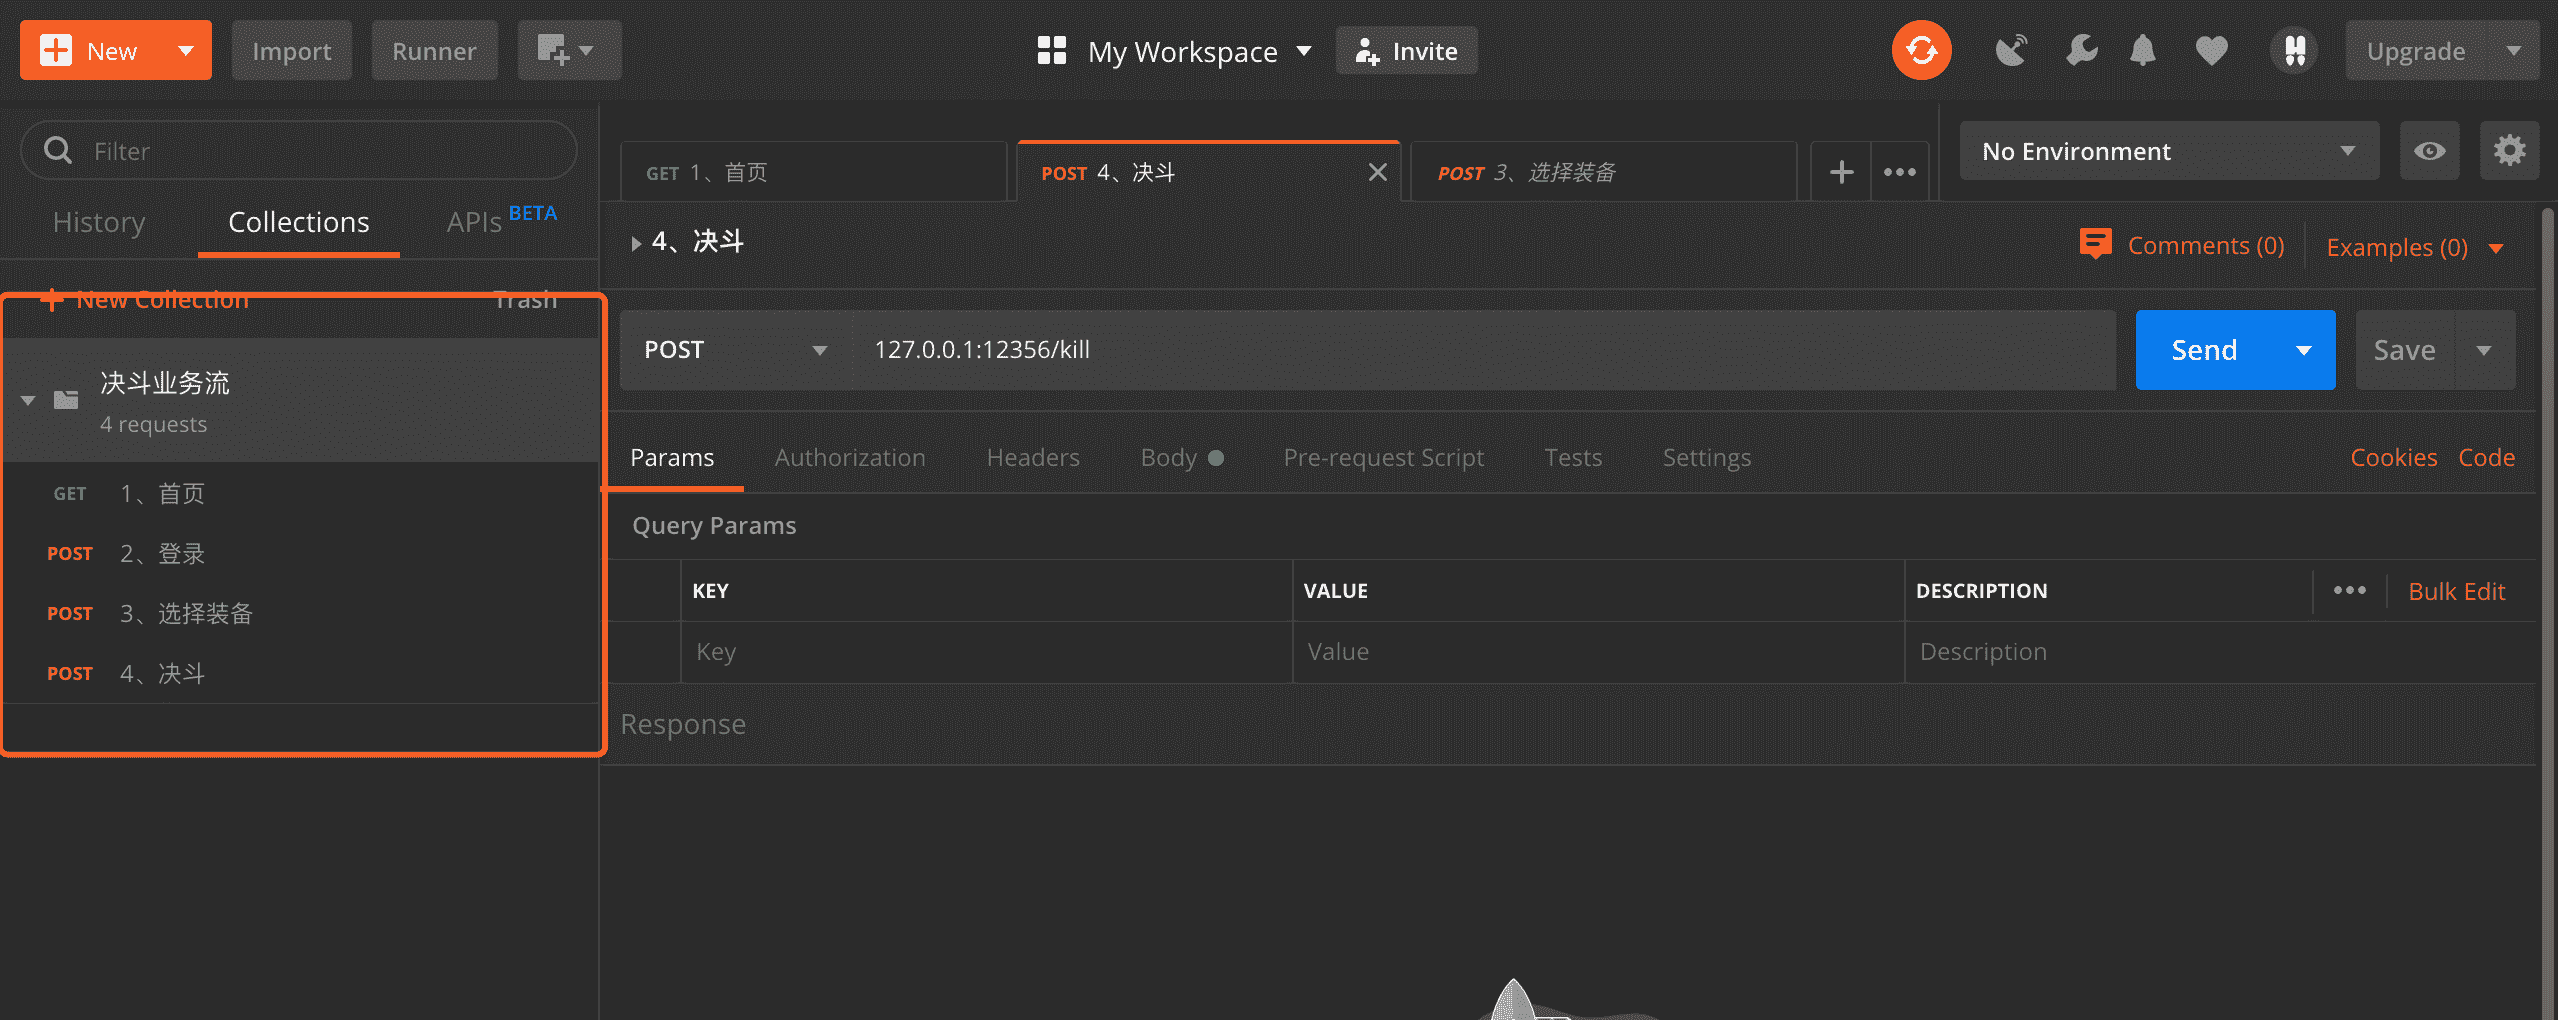 New
Import
Runner
My Workspace
Invite
Upgrade
Filter
History
Collections
APIs BETA
New Collection
Trash
决斗业务流
4 requests
GET 1、首页
POST 2、登录
POST 3、选择装备
POST 4、决斗
GET 1、首页
POST 4、决斗
POST 3、选择装备
No Environment
4、决斗
Comments (0)
Examples (0)
POST
127.0.0.1:12356/kill
Send
Save
Params
Authorization
Headers
Body
Pre-request Script
Tests
Settings
Cookies
Code
Query Params
KEY
VALUE
DESCRIPTION
Bulk Edit
Key
Value
Description
Response